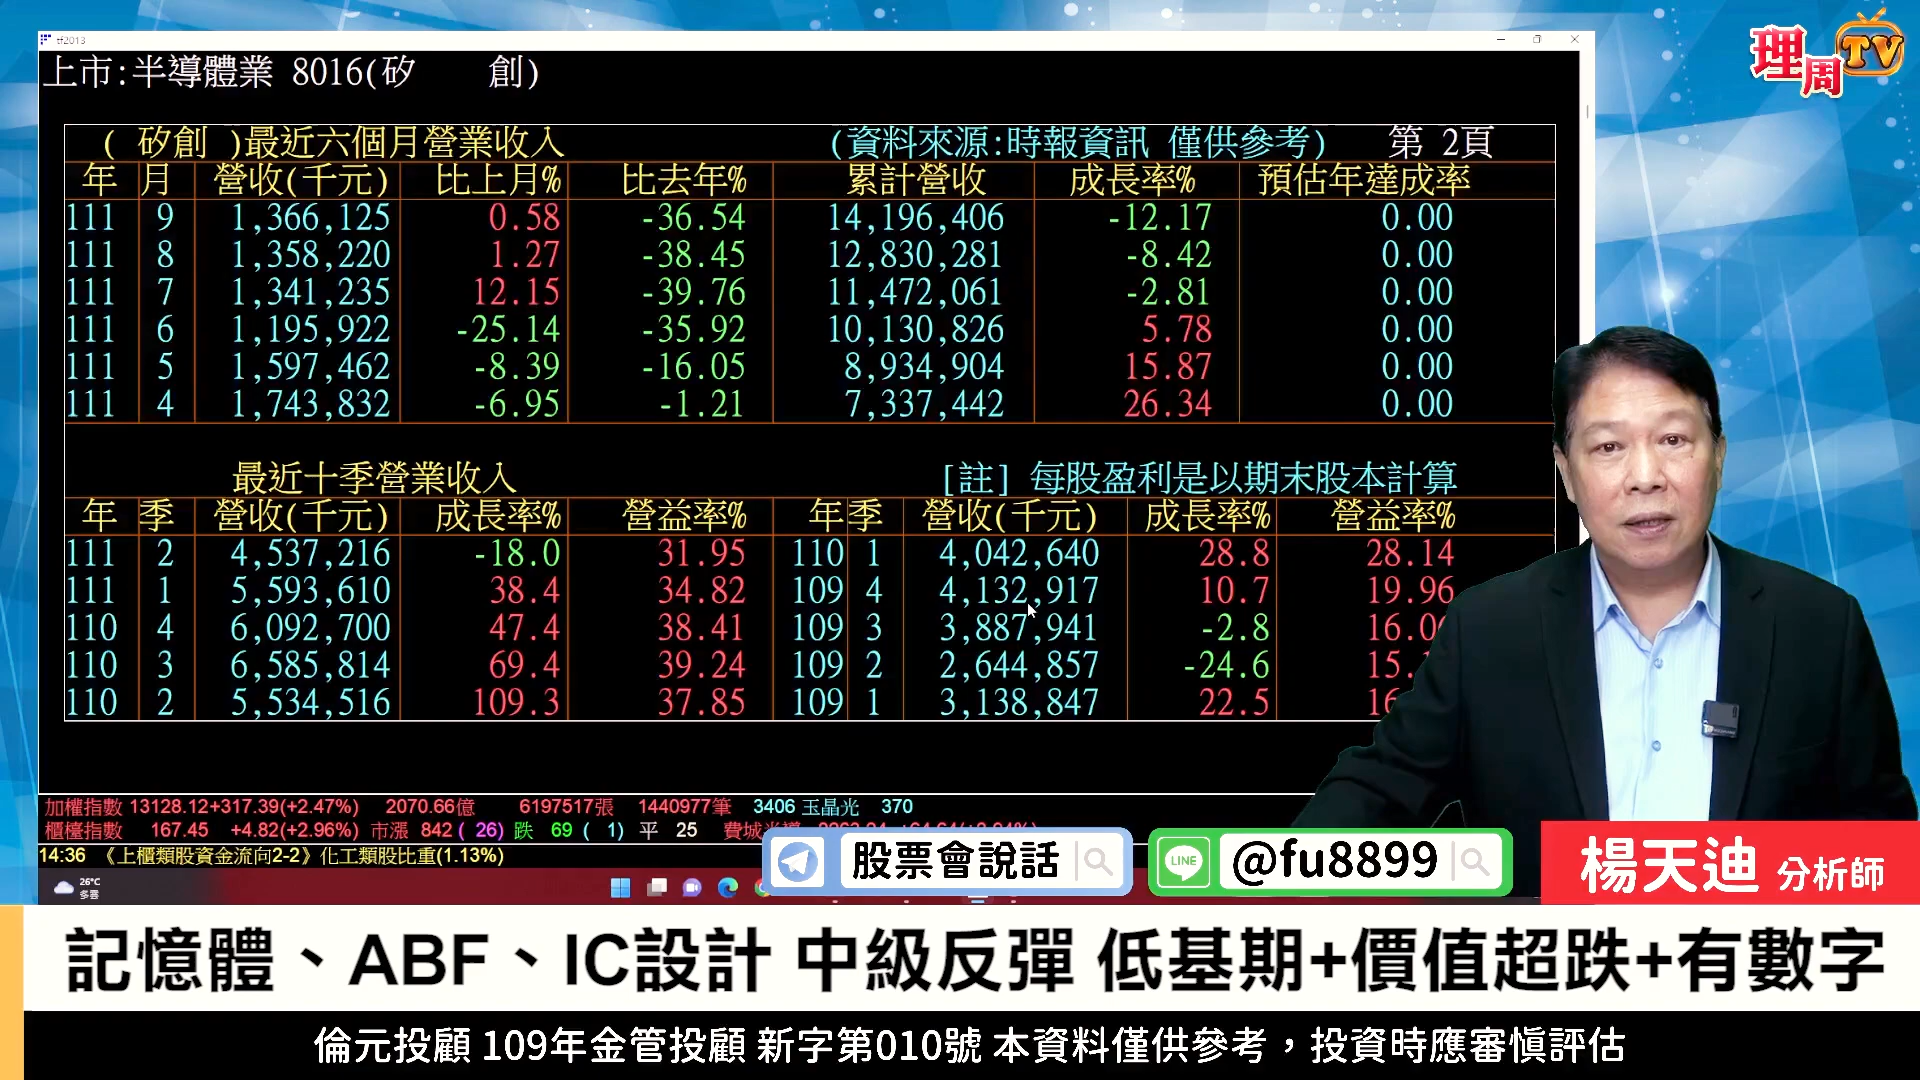 tf2013
理周TV
上市:半導體業 8016(矽 創)
( 矽創 )最近六個月營業收入 (資料來源:時報資訊 僅供參考) 第 2頁
年 月 營收(千元) 比上月% 比去年% 累計營收 成長率% 預估年達成率
111 9 1,366,125 0.58 -36.54 14,196,406 -12.17 0.00
111 8 1,358,220 1.27 -38.45 12,830,281 -8.42 0.00
111 7 1,341,235 12.15 -39.76 11,472,061 -2.81 0.00
111 6 1,195,922 -25.14 -35.92 10,130,826 5.78 0.00
111 5 1,597,462 -8.39 -16.05 8,934,904 15.87 0.00
111 4 1,743,832 -6.95 -1.21 7,337,442 26.34 0.00
最近十季營業收入 [註] 每股盈利是以期末股本計算
年 季 營收(千元) 成長率% 營益率% 年 季 營收(千元) 成長率% 營益率%
111 2 4,537,216 -18.0 31.95 110 1 4,042,640 28.8 28.14
111 1 5,593,610 38.4 34.82 109 4 4,132,917 10.7 19.96
110 4 6,092,700 47.4 38.41 109 3 3,887,941 -2.8 16.0
110 3 6,585,814 69.4 39.24 109 2 2,644,857 -24.6 15.
110 2 5,534,516 109.3 37.85 109 1 3,138,847 22.5 16
加權指數 13128.12+317.39(+2.47%) 2070.66億 6197517張 1440977筆 3406 玉晶光 370
櫃檯指數 167.45 +4.82(+2.96%) 市漲 842 ( 26) 跌 69 ( 1) 平 25
14:36 《上櫃類股資金流向2-2》化工類股比重(1.13%)
26°C
多雲
股票會說話
LINE @fu8899
楊天迪 分析師
記憶體、ABF、IC設計 中級反彈 低基期+價值超跌+有數字
倫元投顧 109年金管投顧 新字第010號 本資料僅供參考，投資時應審慎評估